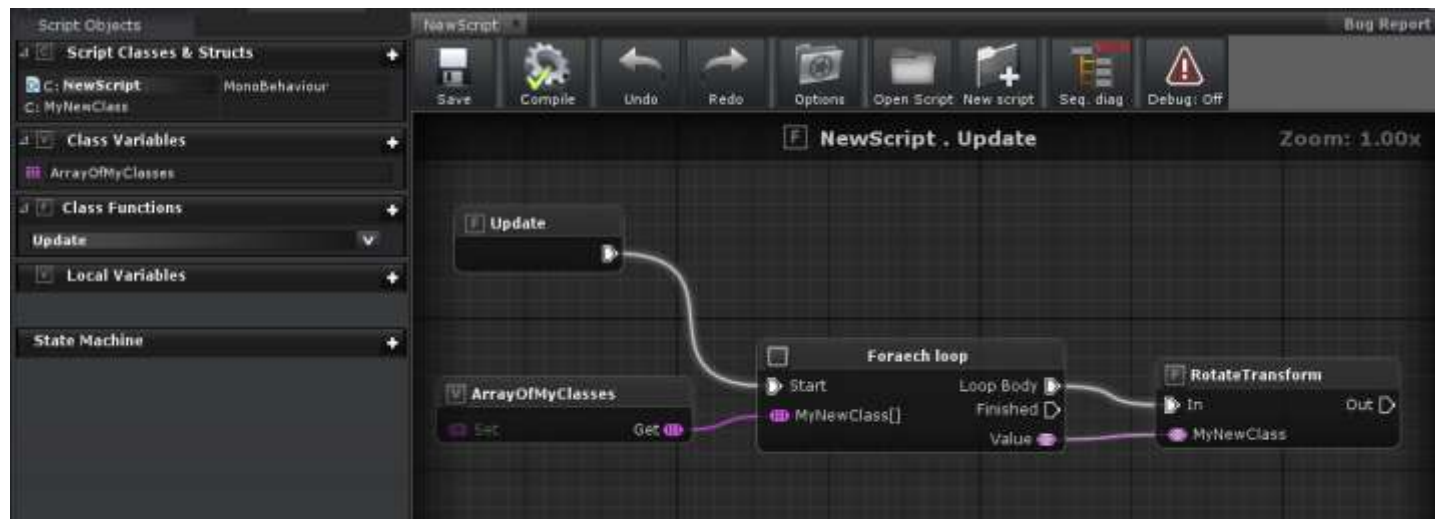 Script Objects
NewScript
Bug Report
C Script Classes & Structs +
C: NewScript MonoBehaviour
C: MyNewClass
V Class Variables +
ArrayOfMyClasses
F Class Functions +
Update v
V Local Variables +
State Machine +
Save Compile Undo Redo Options Open Script New script Seq. diag Debug: Off
F NewScript . Update
Zoom: 1.00x
F Update
V ArrayOfMyClasses
Set Get
Foraech loop
Start Loop Body
MyNewClass[] Finished
Value
F RotateTransform
In Out
MyNewClass